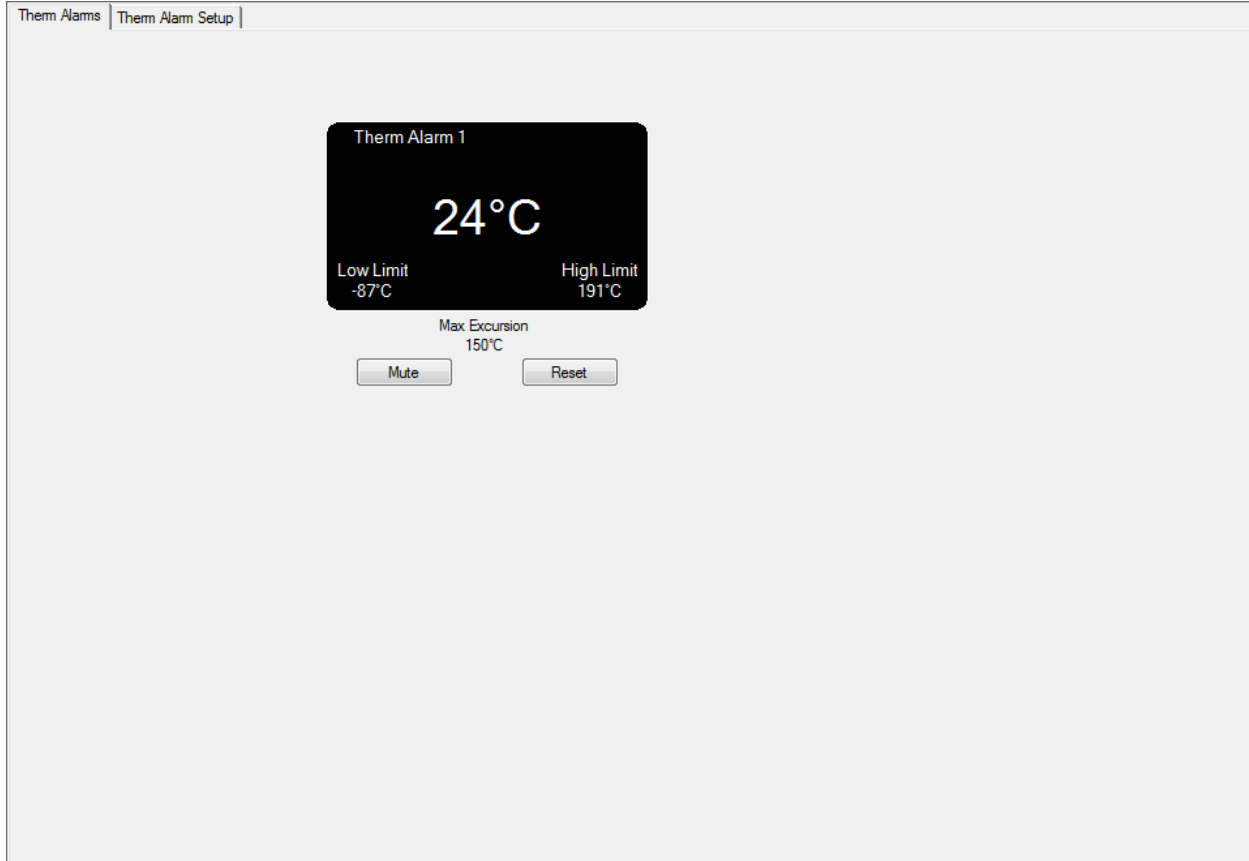 Therm Alarms Therm Alarm Setup
Therm Alarm 1
24°C
Low Limit High Limit
-87°C 191°C
Max Excursion
150°C
Mute Reset